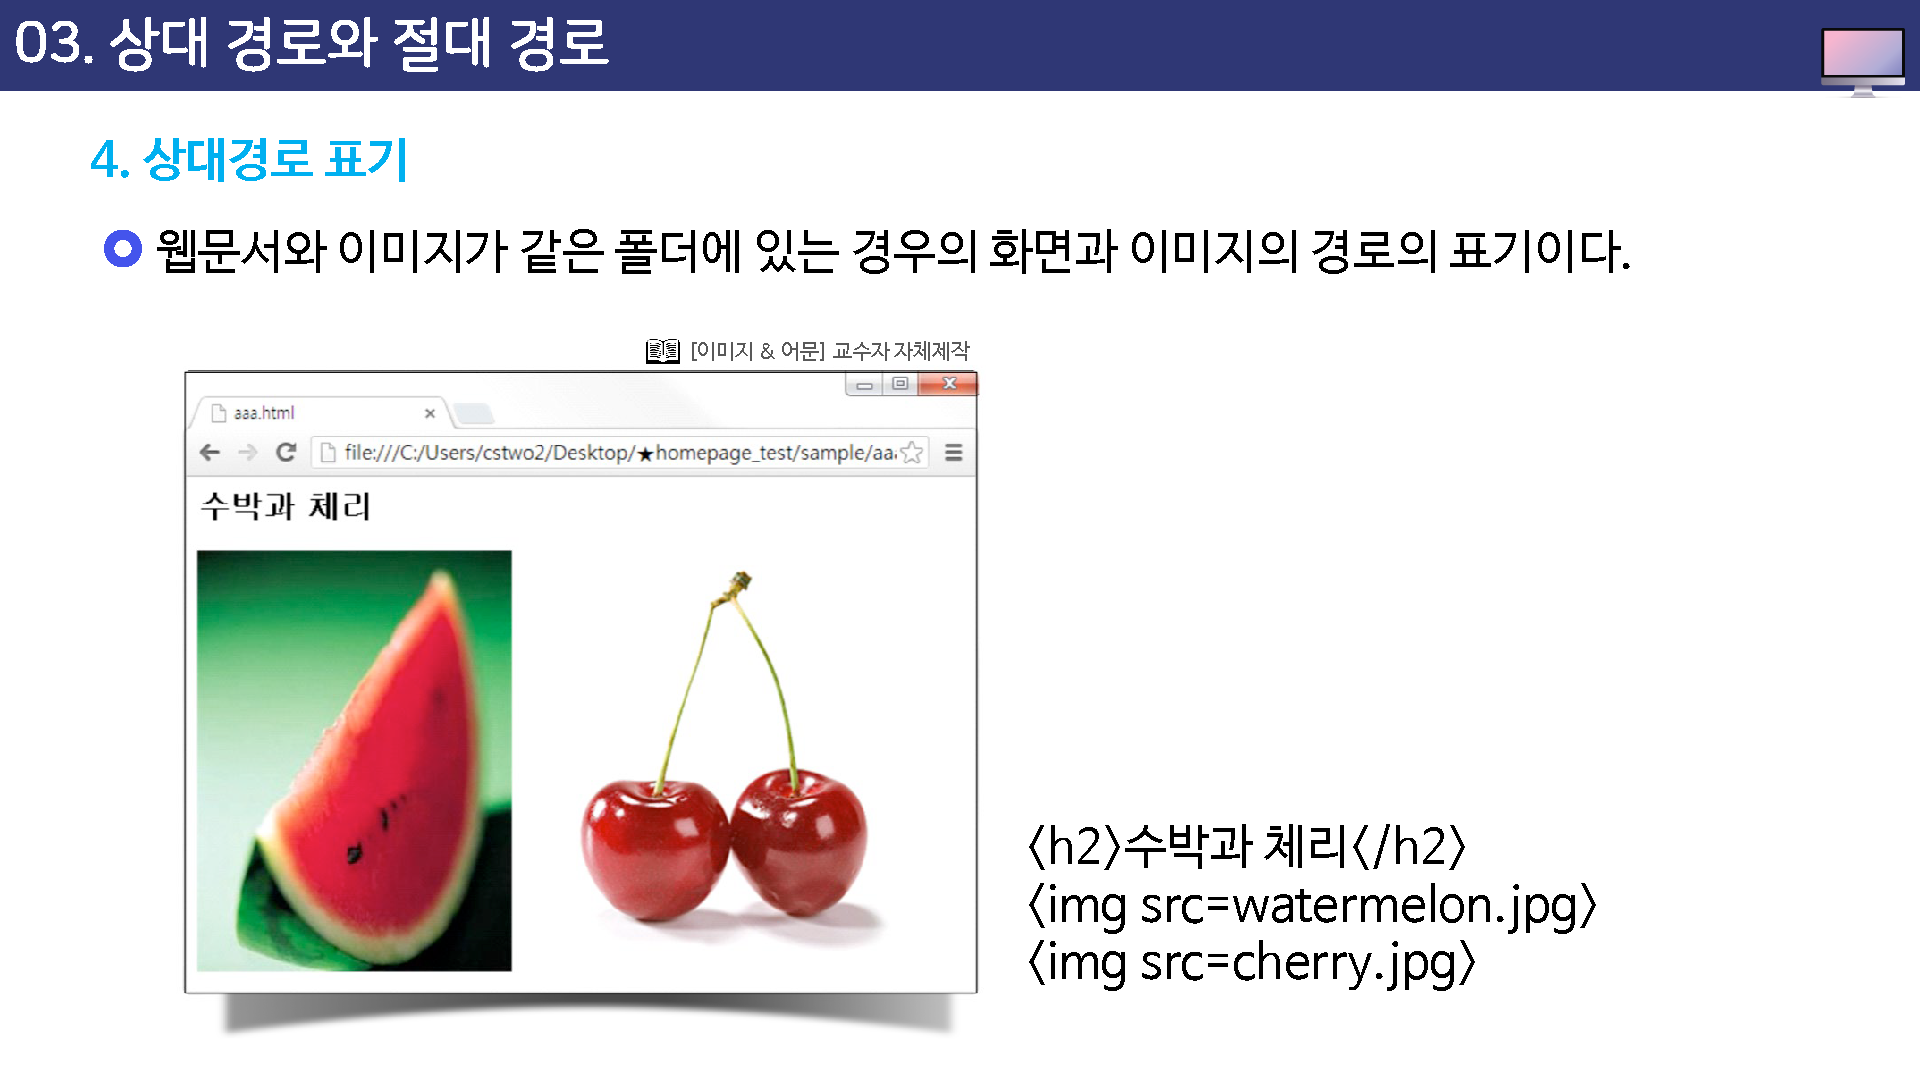 03. 상대 경로와 절대 경로
4. 상대경로 표기
웹문서와 이미지가 같은 폴더에 있는 경우의 화면과 이미지의 경로의 표기이다.
[이미지 & 어문] 교수자 자체제작
aaa.html
file:///C:/Users/cstwo2/Desktop/★homepage_test/sample/aaa
수박과 체리
<h2>수박과 체리</h2>
<img src=watermelon.jpg>
<img src=cherry.jpg>